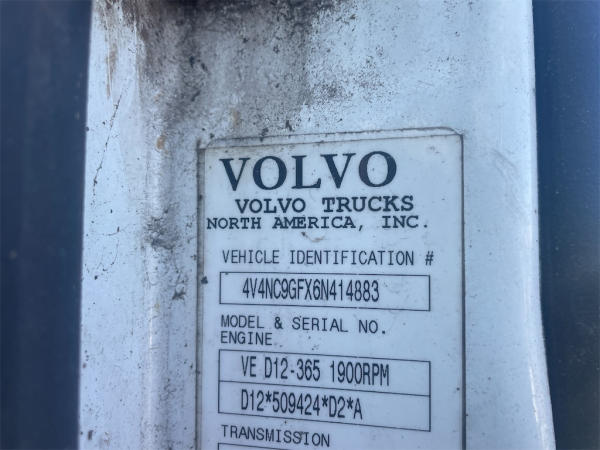 VOLVO
VOLVO TRUCKS
NORTH AMERICA, INC.
VEHICLE IDENTIFICATION #
4V4NC9GFX6N414883
MODEL & SERIAL NO.
ENGINE
VE D12-365 1900RPM
D12*509424*D2*A
TRANSMISSION